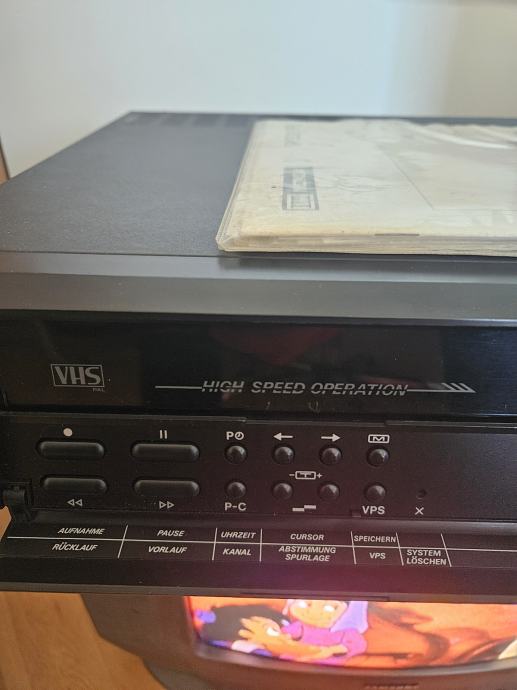 VHS
PAL
HIGH SPEED OPERATION
P
M
- T +
P-C
VPS
×
AUFNAHME PAUSE UHRZEIT CURSOR SPEICHERN
RÜCKLAUF VORLAUF KANAL ABSTIMMUNG SPURLAGE VPS SYSTEM LÖSCHEN